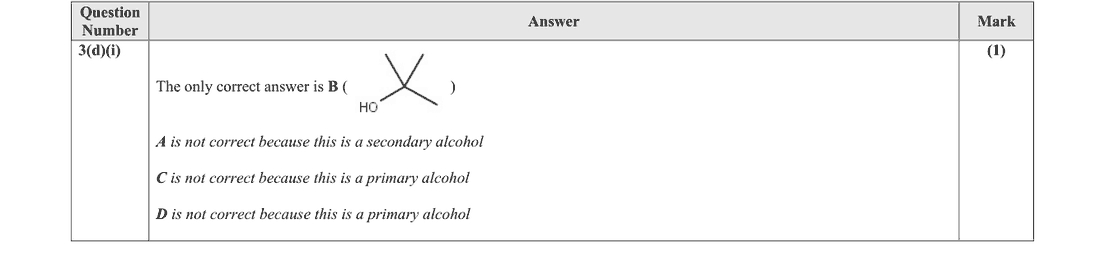 Question Number
Answer
Mark
3(d)(i)
(1)
The only correct answer is B ( HO )
A is not correct because this is a secondary alcohol
C is not correct because this is a primary alcohol
D is not correct because this is a primary alcohol